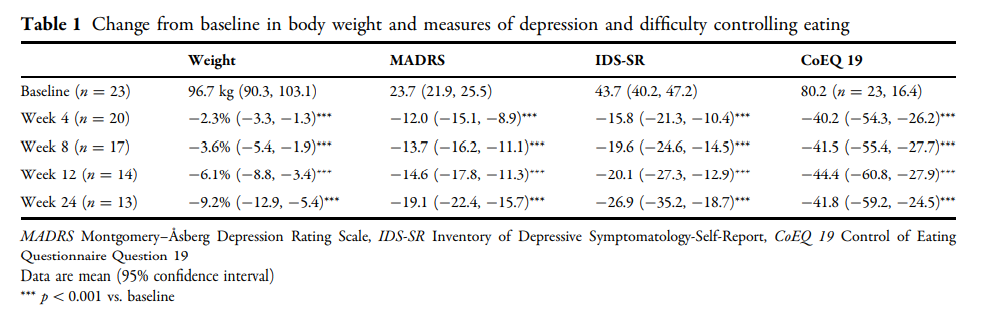 Table 1 Change from baseline in body weight and measures of depression and difficulty controlling eating
Weight MADRS IDS-SR CoEQ 19
Baseline (n = 23) 96.7 kg (90.3, 103.1) 23.7 (21.9, 25.5) 43.7 (40.2, 47.2) 80.2 (n = 23, 16.4)
Week 4 (n = 20) −2.3% (−3.3, −1.3)*** −12.0 (−15.1, −8.9)*** −15.8 (−21.3, −10.4)*** −40.2 (−54.3, −26.2)***
Week 8 (n = 17) −3.6% (−5.4, −1.9)*** −13.7 (−16.2, −11.1)*** −19.6 (−24.6, −14.5)*** −41.5 (−55.4, −27.7)***
Week 12 (n = 14) −6.1% (−8.8, −3.4)*** −14.6 (−17.8, −11.3)*** −20.1 (−27.3, −12.9)*** −44.4 (−60.8, −27.9)***
Week 24 (n = 13) −9.2% (−12.9, −5.4)*** −19.1 (−22.4, −15.7)*** −26.9 (−35.2, −18.7)*** −41.8 (−59.2, −24.5)***
MADRS Montgomery–Åsberg Depression Rating Scale, IDS-SR Inventory of Depressive Symptomatology-Self-Report, CoEQ 19 Control of Eating
Questionnaire Question 19
Data are mean (95% confidence interval)
*** p < 0.001 vs. baseline